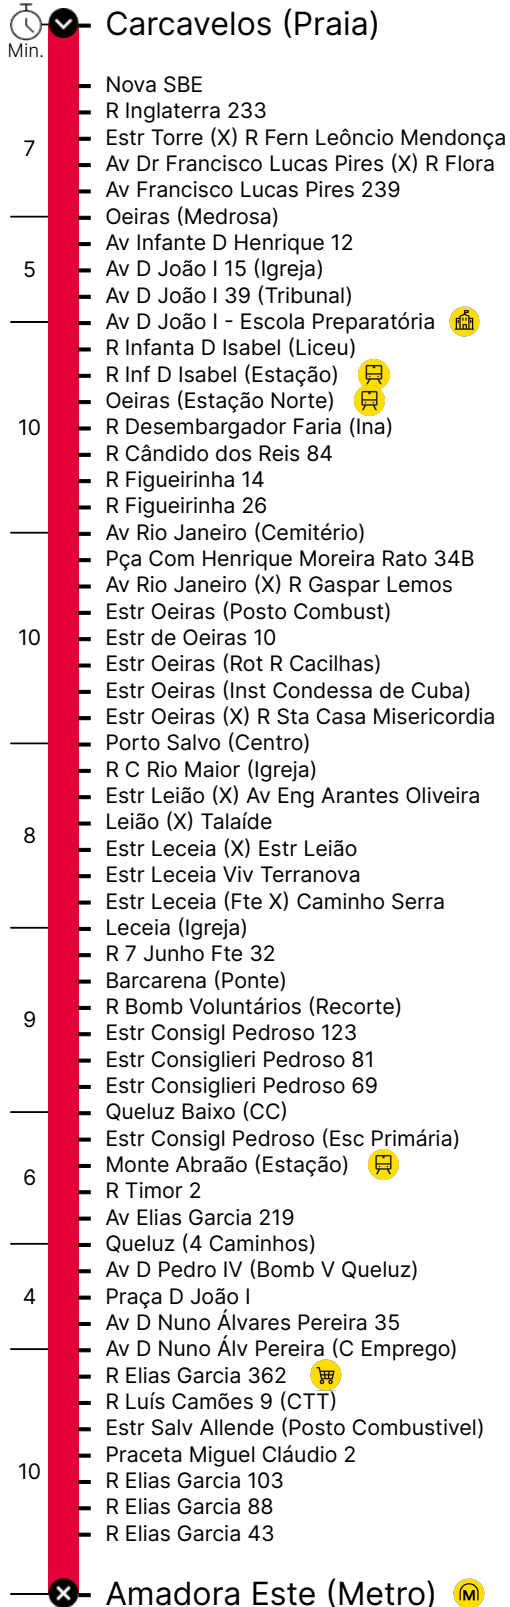 Carcavelos (Praia)
Min.
Nova SBE
R Inglaterra 233
Estr Torre (X) R Fern Leôncio Mendonça
7
Av Dr Francisco Lucas Pires (X) R Flora
Av Francisco Lucas Pires 239
Oeiras (Medrosa)
Av Infante D Henrique 12
5
Av D João I 15 (Igreja)
Av D João I 39 (Tribunal)
Av D João I - Escola Preparatória
R Infanta D Isabel (Liceu)
R Inf D Isabel (Estação)
Oeiras (Estação Norte)
10
R Desembargador Faria (Ina)
R Cândido dos Reis 84
R Figueirinha 14
R Figueirinha 26
Av Rio Janeiro (Cemitério)
Pça Com Henrique Moreira Rato 34B
Av Rio Janeiro (X) R Gaspar Lemos
Estr Oeiras (Posto Combust)
10
Estr de Oeiras 10
Estr Oeiras (Rot R Cacilhas)
Estr Oeiras (Inst Condessa de Cuba)
Estr Oeiras (X) R Sta Casa Misericordia
Porto Salvo (Centro)
R C Rio Maior (Igreja)
Estr Leião (X) Av Eng Arantes Oliveira
Leião (X) Talaíde
8
Estr Leceia (X) Estr Leião
Estr Leceia Viv Terranova
Estr Leceia (Fte X) Caminho Serra
Leceia (Igreja)
R 7 Junho Fte 32
Barcarena (Ponte)
R Bomb Voluntários (Recorte)
9
Estr Consigl Pedroso 123
Estr Consiglieri Pedroso 81
Estr Consiglieri Pedroso 69
Queluz Baixo (CC)
Estr Consigl Pedroso (Esc Primária)
Monte Abraão (Estação)
6
R Timor 2
Av Elias Garcia 219
Queluz (4 Caminhos)
Av D Pedro IV (Bomb V Queluz)
4
Praça D João I
Av D Nuno Álvares Pereira 35
Av D Nuno Álv Pereira (C Emprego)
R Elias Garcia 362
R Luís Camões 9 (CTT)
Estr Salv Allende (Posto Combustivel)
Praceta Miguel Cláudio 2
10
R Elias Garcia 103
R Elias Garcia 88
R Elias Garcia 43
Amadora Este (Metro) M